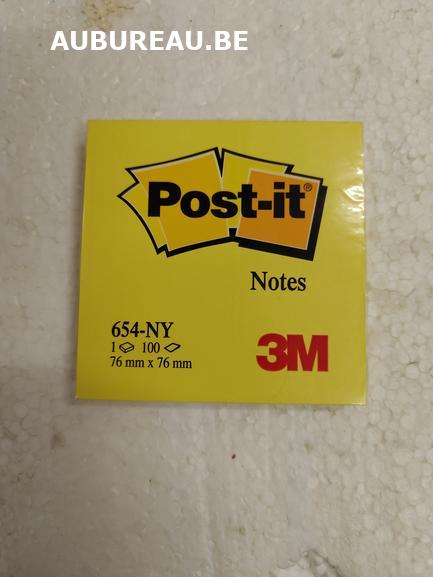 AUBUREAU.BE
Post-it®
Notes
654-NY
1 100
76 mm x 76 mm
3M